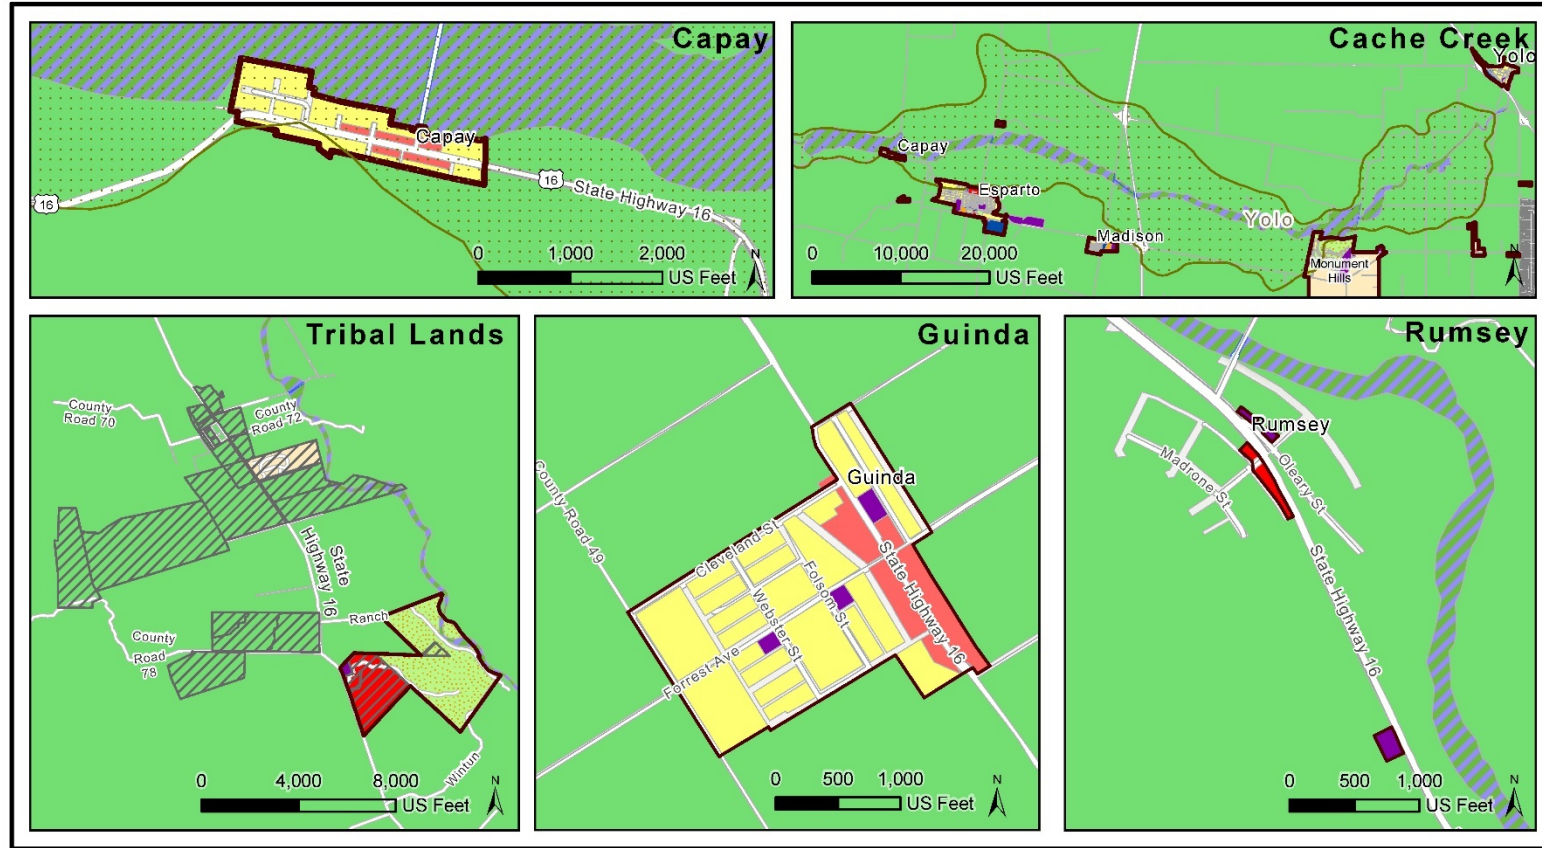 Capay
Capay
16
16
State Highway 16
0 1,000 2,000
US Feet
N
Cache Creek
Yolo
Capay
Esparto
Yolo
Madison
Monument
Hills
0 10,000 20,000
US Feet
N
Tribal Lands
County
Road 70
County
Road 72
State
Highway 16
Ranch
County
Road
78
Wintun
0 4,000 8,000
US Feet
N
Guinda
Guinda
County Road 49
Cleveland St
State Highway 16
Folsom St
Webster St
Forrest Ave
0 500 1,000
US Feet
N
Rumsey
Rumsey
Madrone St
Oleary St
State Highway 16
0 500 1,000
US Feet
N